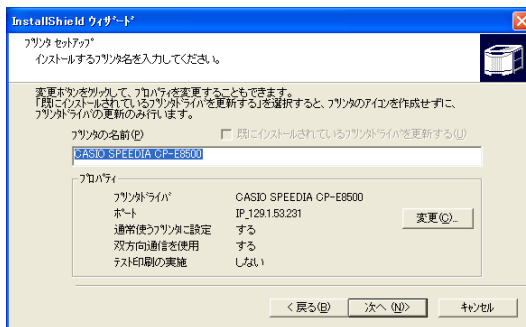 InstallShield ウィザード
プリンタ セットアップ
インストールするプリンタ名を入力してください。
変更ボタンをクリックして、プロパティを変更することもできます。
「既にインストールされているプリンタドライバを更新する」を選択すると、プリンタのアイコンを作成せずに、
プリンタドライバの更新のみ行います。
プリンタの名前(P)
既にインストールされているプリンタドライバを更新する(U)
CASIO SPEEDIA CP-E8500
プロパティ
プリンタドライバ CASIO SPEEDIA CP-E8500
ポート IP_129.1.53.231
変更(C)...
通常使うプリンタに設定 する
双方向通信を使用 する
テスト印刷の実施 しない
< 戻る(B) 次へ (N)> キャンセル